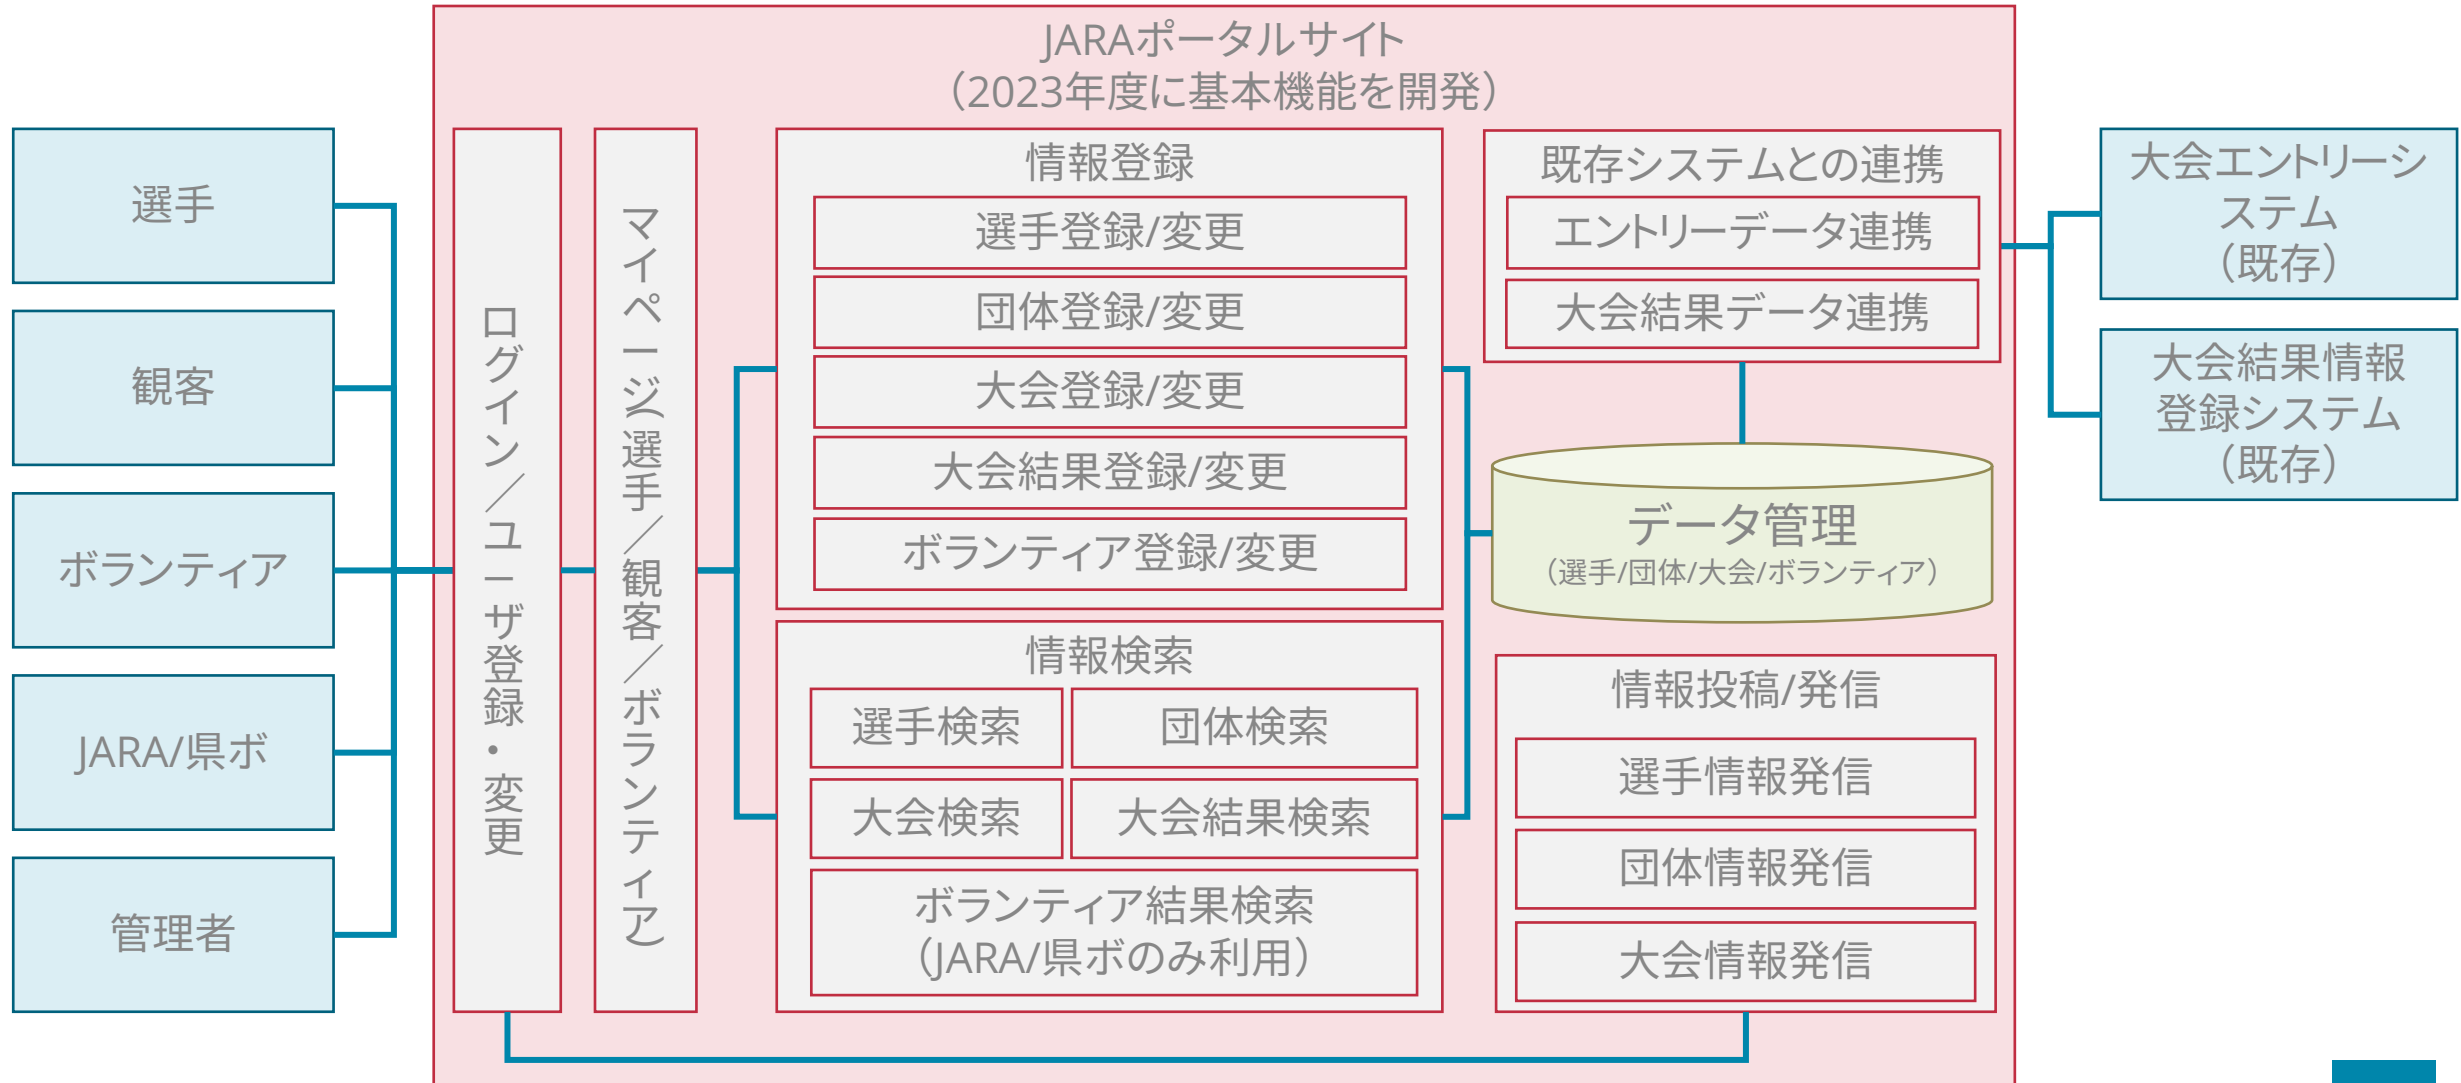 JARAポータルサイト
（2023年度に基本機能を開発）
選手
観客
ボランティア
JARA/県ボ
管理者
ログイン／ユーザ登録・変更
マイページ（選手／観客／ボランティア）
情報登録
選手登録/変更
団体登録/変更
大会登録/変更
大会結果登録/変更
ボランティア登録/変更
情報検索
選手検索
団体検索
大会検索
大会結果検索
ボランティア結果検索
（JARA/県ボのみ利用）
既存システムとの連携
エントリーデータ連携
大会結果データ連携
データ管理
（選手/団体/大会/ボランティア）
情報投稿/発信
選手情報発信
団体情報発信
大会情報発信
大会エントリーシ
ステム
（既存）
大会結果情報
登録システム
（既存）